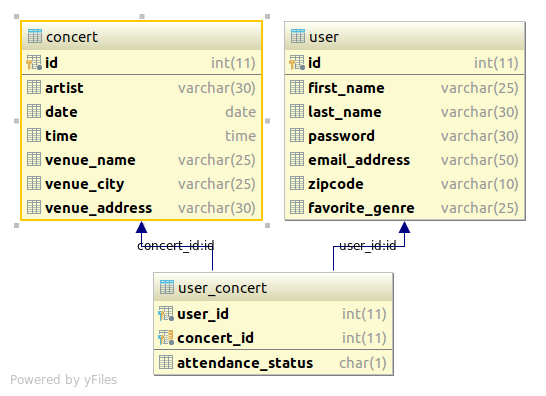 concert
id int(11)
artist varchar(30)
date date
time time
venue_name varchar(25)
venue_city varchar(25)
venue_address varchar(30)
user
id int(11)
first_name varchar(25)
last_name varchar(30)
password varchar(30)
email_address varchar(50)
zipcode varchar(10)
favorite_genre varchar(25)
concert_id:id
user_id:id
user_concert
user_id int(11)
concert_id int(11)
attendance_status char(1)
Powered by yFiles